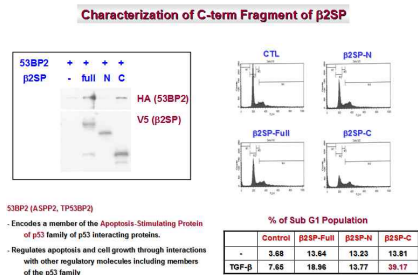 Characterization of C-term Fragment of β2SP
53BP2 + + + +
β2SP - full N C
HA (53BP2)
V5 (β2SP)
CTL
β2SP-N
β2SP-Full
β2SP-C
53BP2 (ASPP2, TP53BP2)
- Encodes a member of the Apoptosis-Stimulating Protein
of p53 family of p53 interacting proteins.
- Regulates apoptosis and cell growth through interactions
with other regulatory molecules including members
of the p53 family
% of Sub G1 Population
Control β2SP-Full β2SP-N β2SP-C
- 3.68 13.64 13.23 13.81
TGF-β 7.65 18.96 13.77 39.17